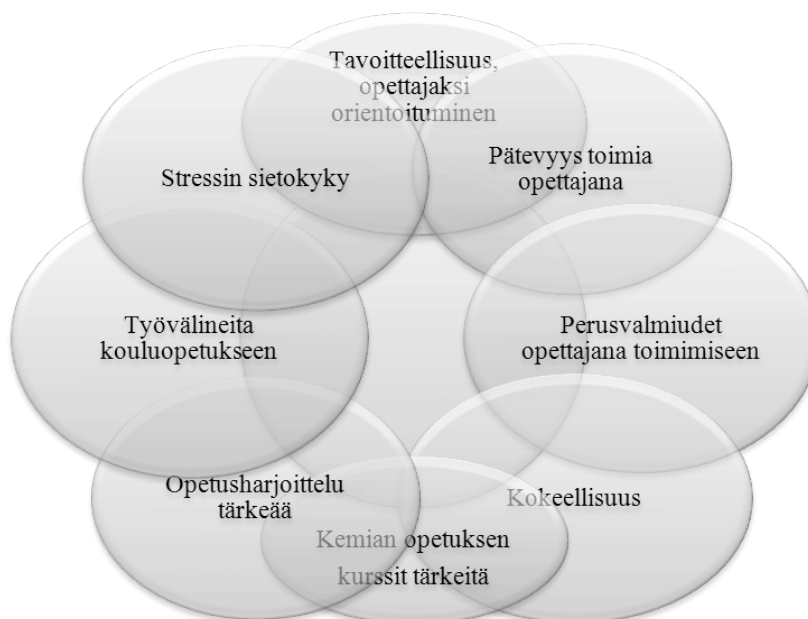 Tavoitteellisuus,
opettajaksi
orientoituminen
Pätevyys toimia
opettajana
Stressin sietokyky
Perusvalmiudet
opettajana toimimiseen
Työvälineita
kouluopetukseen
Kokeellisuus
Opetusharjoittelu
tärkeää
Kemian opetuksen
kurssit tärkeitä